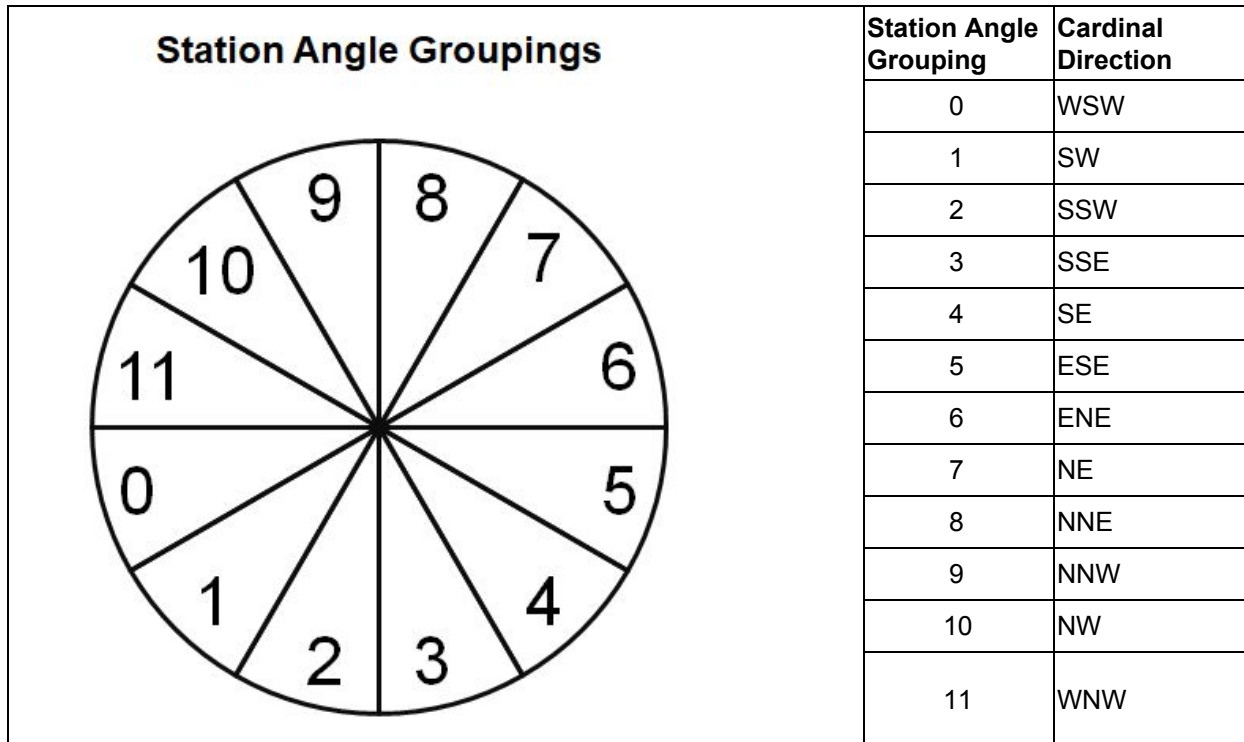 Station Angle Groupings
9 8
10 7
11 6
0 5
1 4
2 3
Station Angle Grouping Cardinal Direction
0 WSW
1 SW
2 SSW
3 SSE
4 SE
5 ESE
6 ENE
7 NE
8 NNE
9 NNW
10 NW
11 WNW